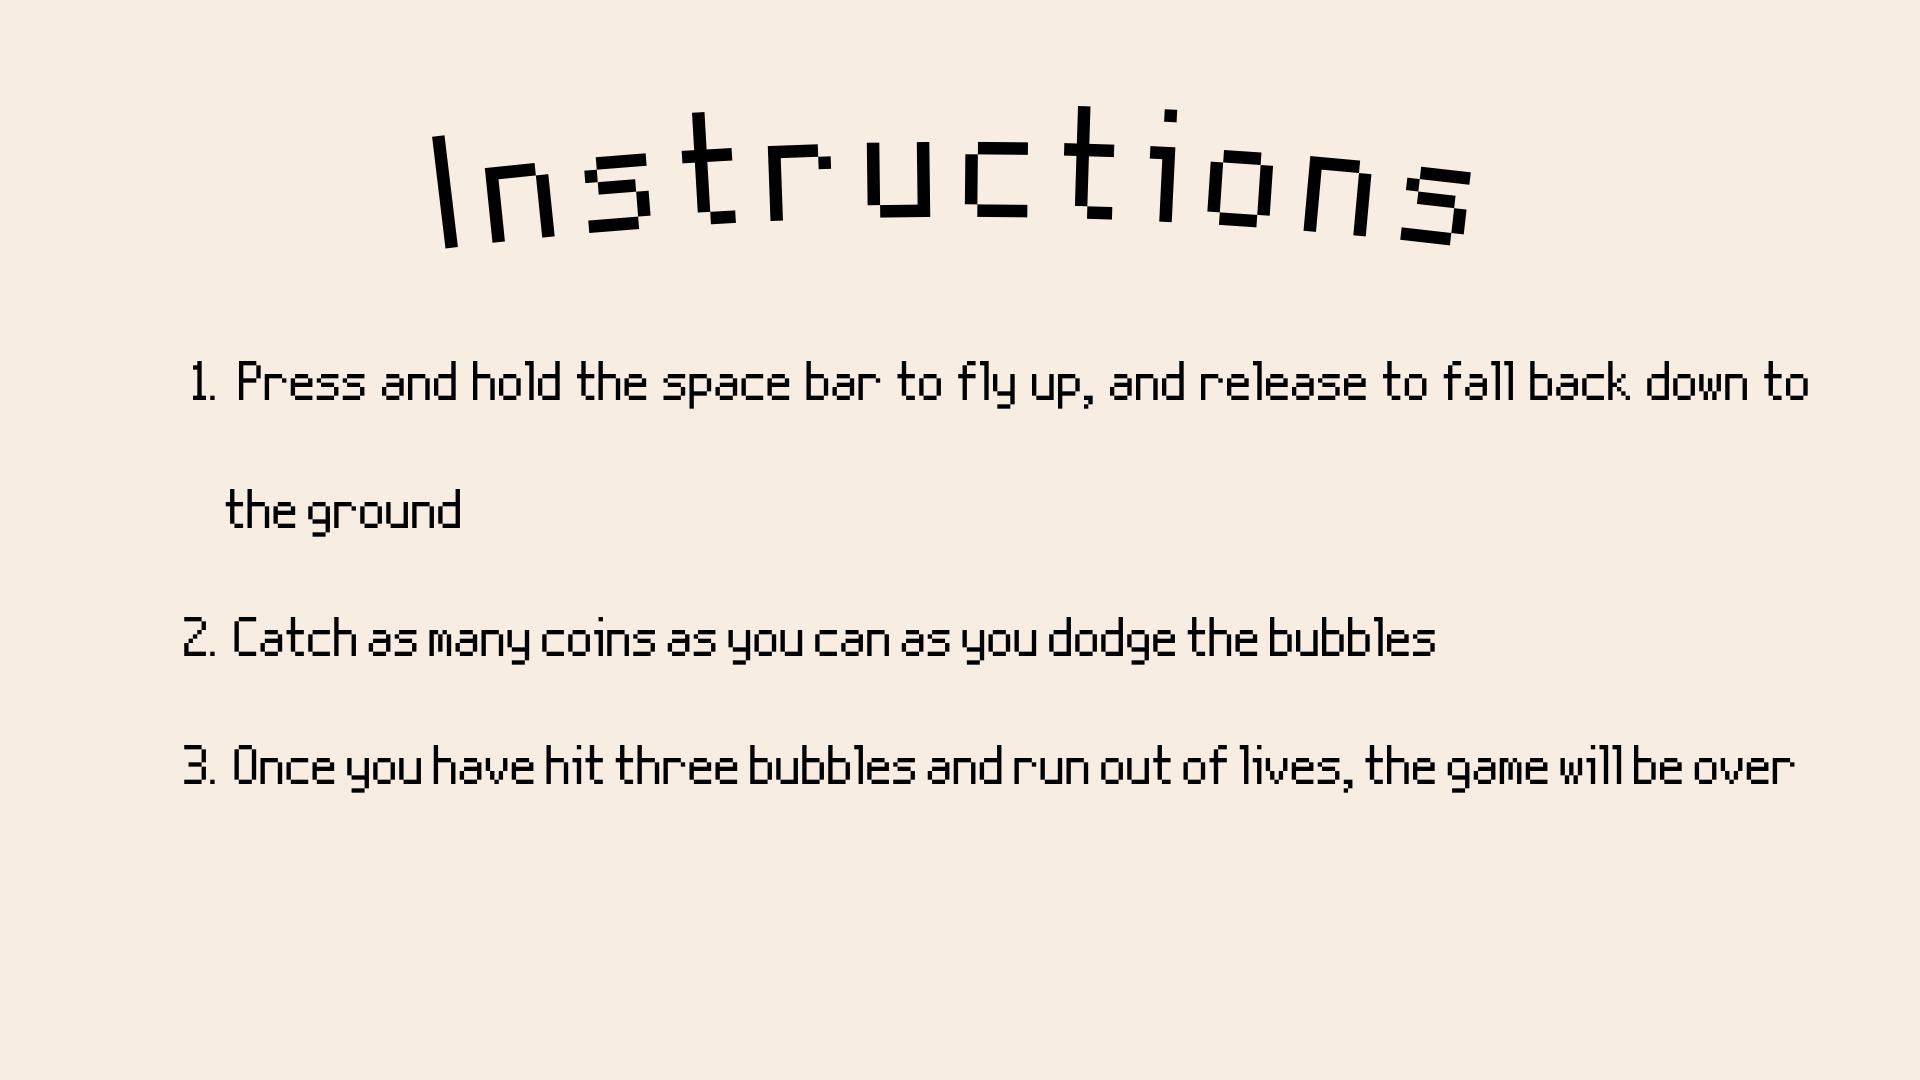 Instructions
1. Press and hold the space bar to fly up, and release to fall back down to
the ground
2. Catch as many coins as you can as you dodge the bubbles
3. Once you have hit three bubbles and run out of lives, the game will be over